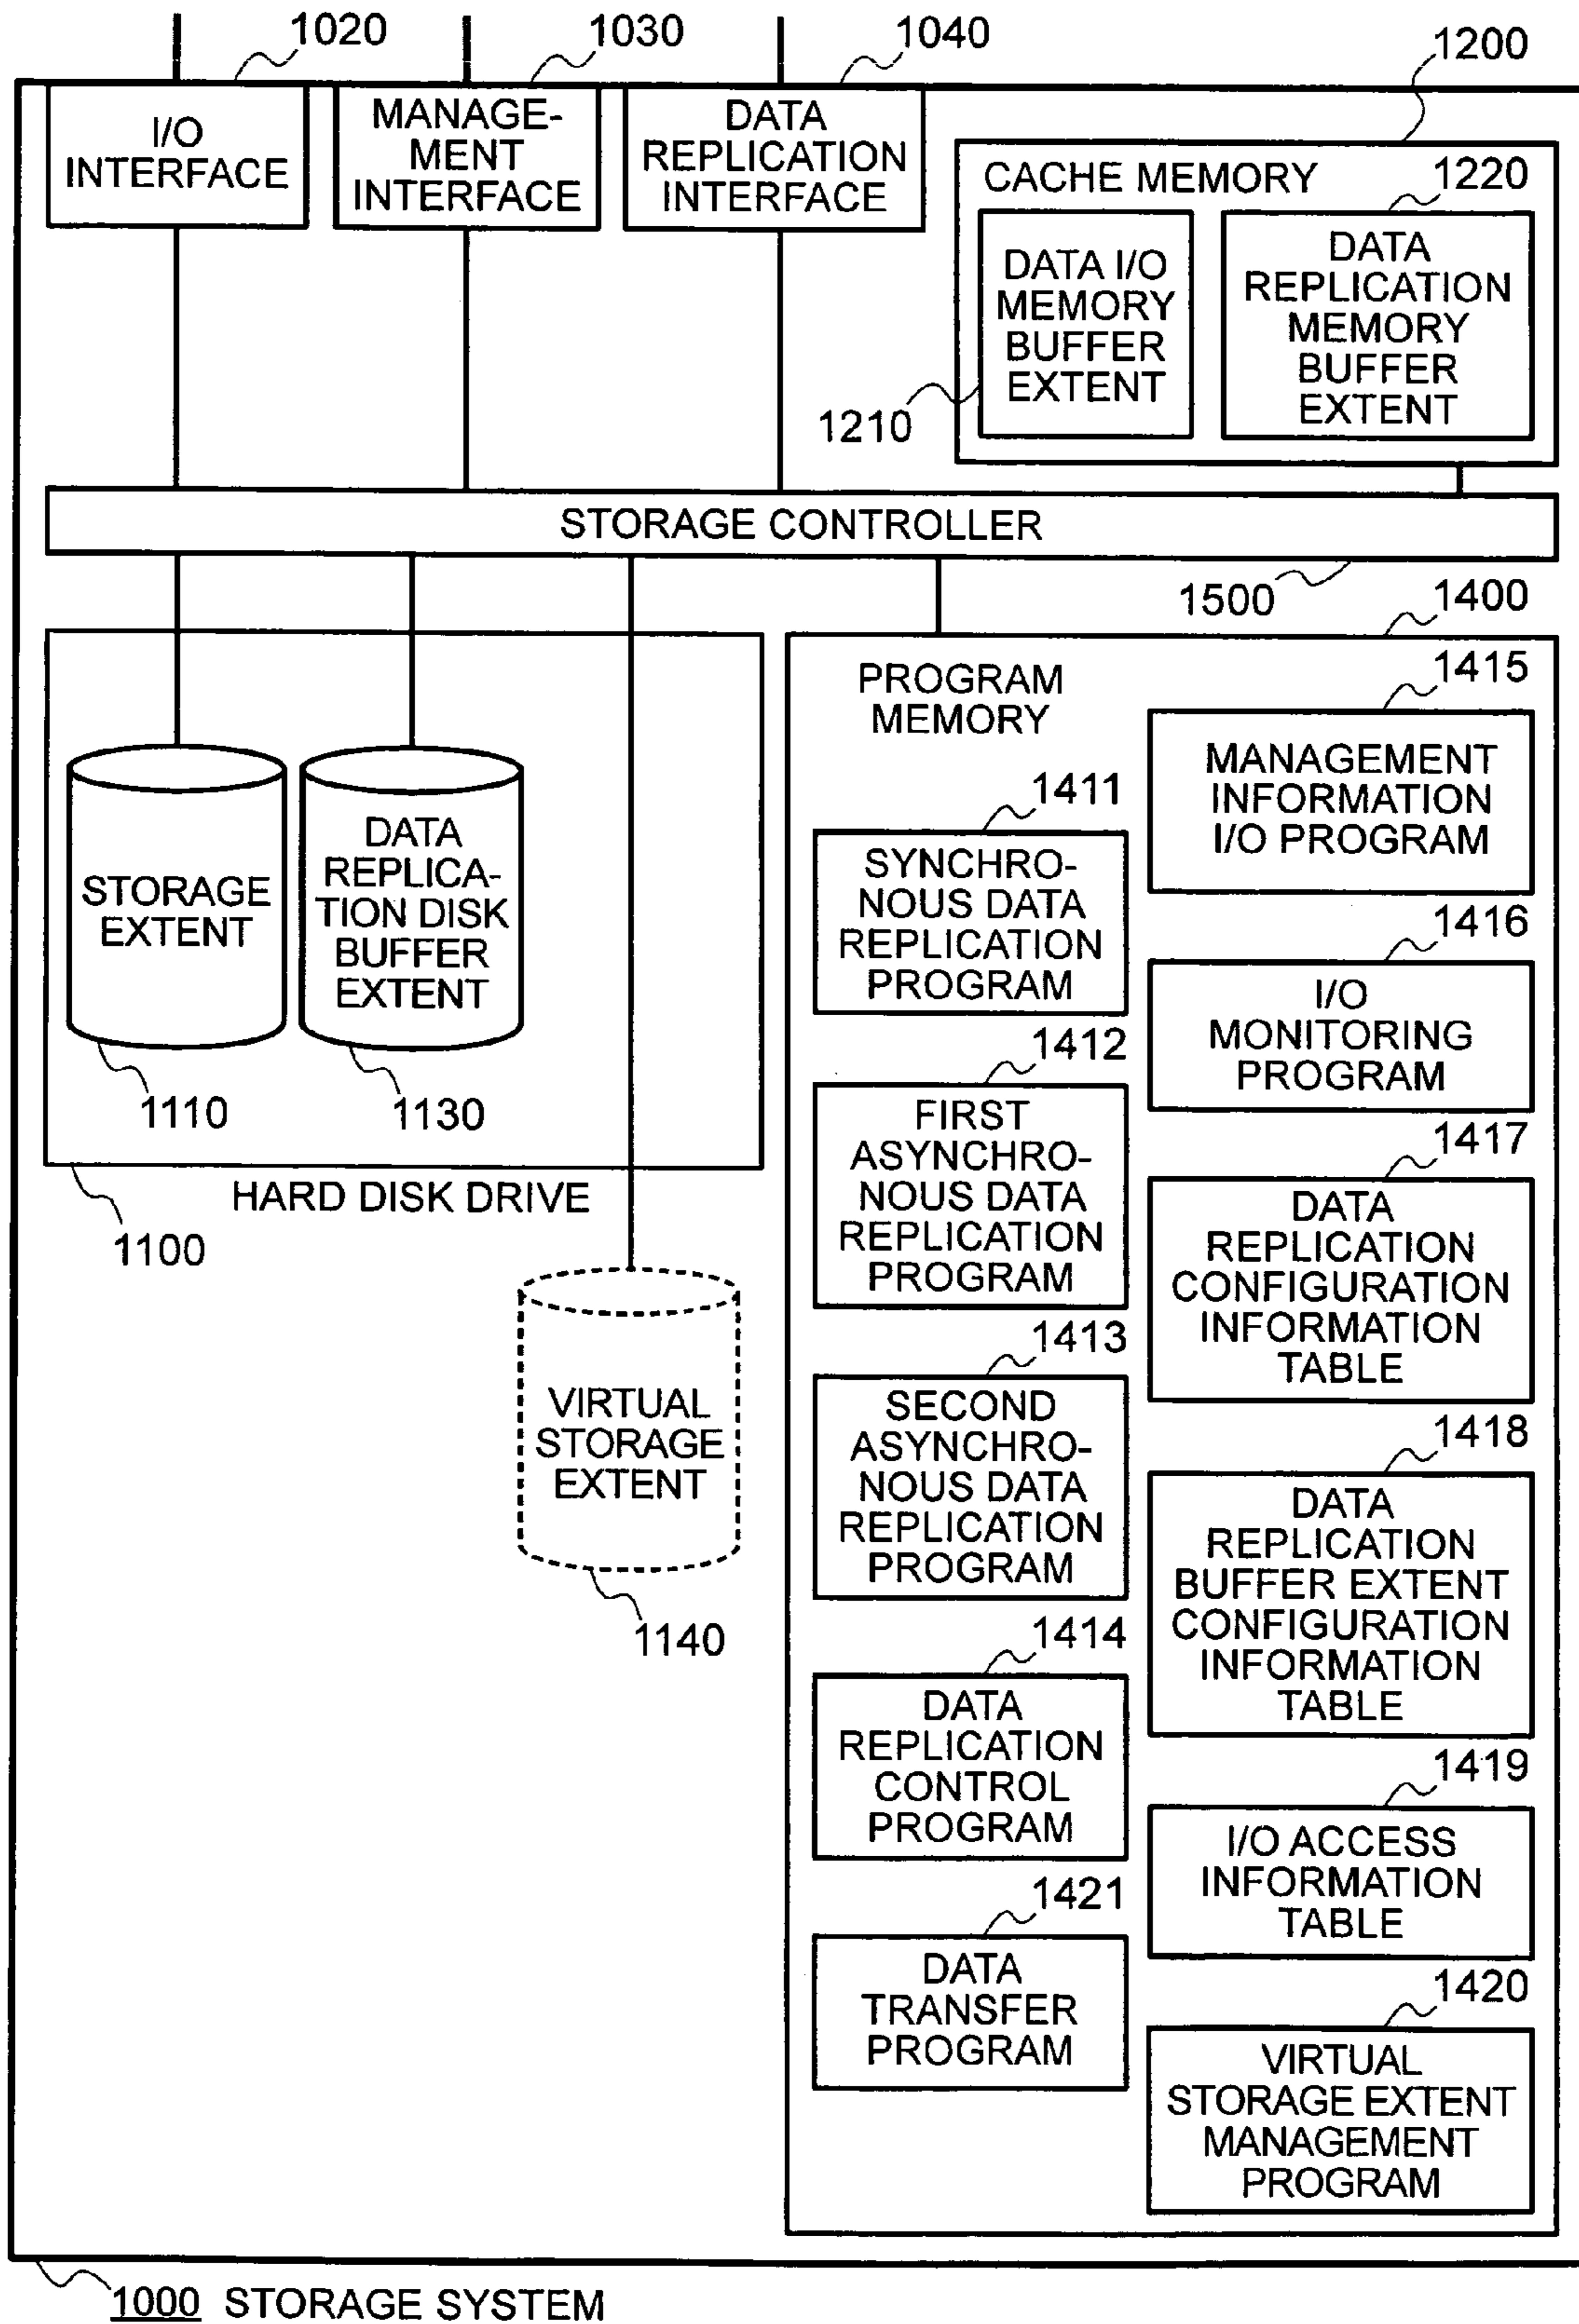 1020
1030
1040
1200
I/O
INTERFACE
MANAGE-
MENT
INTERFACE
DATA
REPLICATION
INTERFACE
CACHE MEMORY
1220
DATA I/O
MEMORY
BUFFER
EXTENT
1210
DATA
REPLICATION
MEMORY
BUFFER
EXTENT
STORAGE CONTROLLER
1500
1400
PROGRAM
MEMORY
STORAGE
EXTENT
1110
DATA
REPLICA-
TION DISK
BUFFER
EXTENT
1130
HARD DISK DRIVE
1100
VIRTUAL
STORAGE
EXTENT
1140
1411
SYNCHRO-
NOUS DATA
REPLICATION
PROGRAM
1412
FIRST
ASYNCHRO-
NOUS DATA
REPLICATION
PROGRAM
1413
SECOND
ASYNCHRO-
NOUS DATA
REPLICATION
PROGRAM
1414
DATA
REPLICATION
CONTROL
PROGRAM
1421
DATA
TRANSFER
PROGRAM
1415
MANAGEMENT
INFORMATION
I/O PROGRAM
1416
I/O
MONITORING
PROGRAM
1417
DATA
REPLICATION
CONFIGURATION
INFORMATION
TABLE
1418
DATA
REPLICATION
BUFFER EXTENT
CONFIGURATION
INFORMATION
TABLE
1419
I/O ACCESS
INFORMATION
TABLE
1420
VIRTUAL
STORAGE EXTENT
MANAGEMENT
PROGRAM
1000 STORAGE SYSTEM